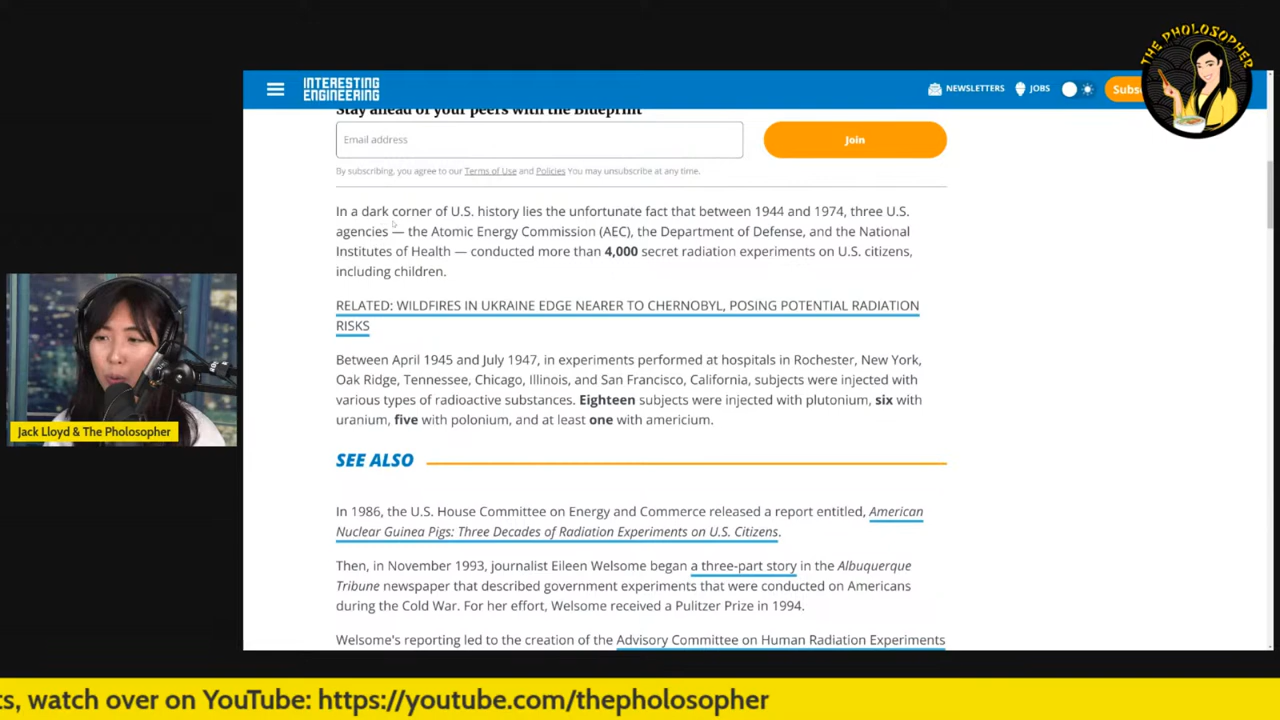 THE PHOLOSOPHER
INTERESTING
ENGINEERING
NEWSLETTERS
JOBS
Subs
Stay ahead of your peers with the Blueprint
Email address
Join
By subscribing, you agree to our Terms of Use and Policies You may unsubscribe at any time.
In a dark corner of U.S. history lies the unfortunate fact that between 1944 and 1974, three U.S.
agencies — the Atomic Energy Commission (AEC), the Department of Defense, and the National
Institutes of Health — conducted more than 4,000 secret radiation experiments on U.S. citizens,
including children.
RELATED: WILDFIRES IN UKRAINE EDGE NEARER TO CHERNOBYL, POSING POTENTIAL RADIATION
RISKS
Between April 1945 and July 1947, in experiments performed at hospitals in Rochester, New York,
Oak Ridge, Tennessee, Chicago, Illinois, and San Francisco, California, subjects were injected with
various types of radioactive substances. Eighteen subjects were injected with plutonium, six with
uranium, five with polonium, and at least one with americium.
Jack Lloyd & The Pholosopher
SEE ALSO
In 1986, the U.S. House Committee on Energy and Commerce released a report entitled, American
Nuclear Guinea Pigs: Three Decades of Radiation Experiments on U.S. Citizens.
Then, in November 1993, journalist Eileen Welsome began a three-part story in the Albuquerque
Tribune newspaper that described government experiments that were conducted on Americans
during the Cold War. For her effort, Welsome received a Pulitzer Prize in 1994.
Welsome's reporting led to the creation of the Advisory Committee on Human Radiation Experiments
ts, watch over on YouTube: https://youtube.com/thepholosopher